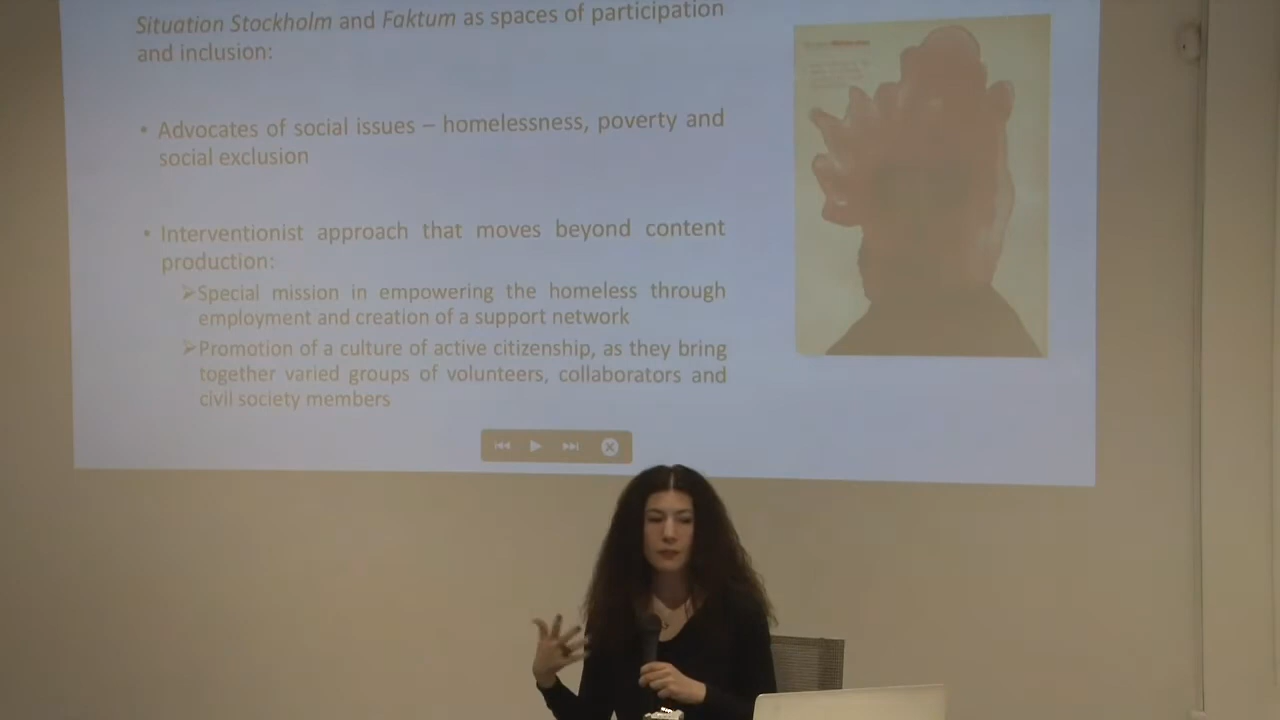 Situation Stockholm and Faktum as spaces of participation
and inclusion:
• Advocates of social issues – homelessness, poverty and
social exclusion
• Interventionist approach that moves beyond content
production:
➢Special mission in empowering the homeless through
employment and creation of a support network
➢Promotion of a culture of active citizenship, as they bring
together varied groups of volunteers, collaborators and
civil society members